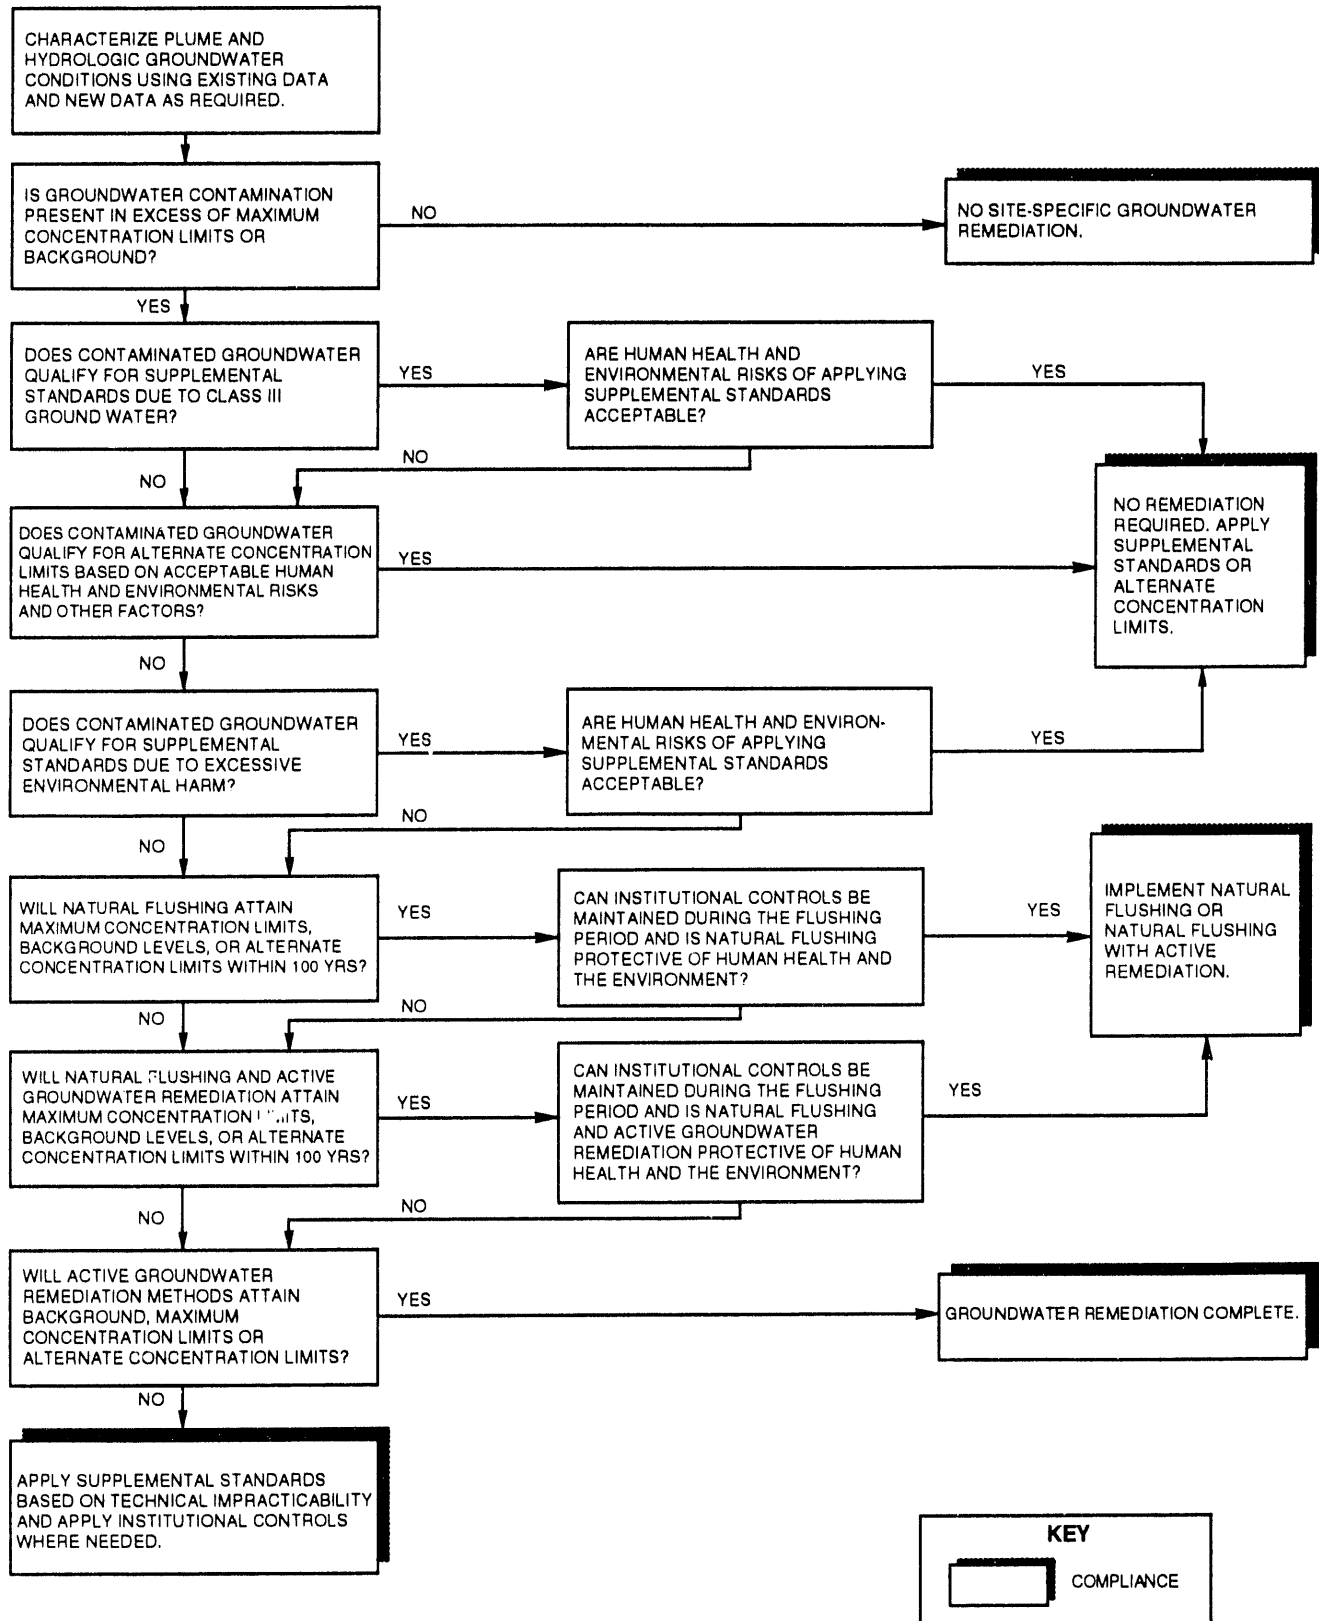 CHARACTERIZE PLUME AND
HYDROLOGIC GROUNDWATER
CONDITIONS USING EXISTING DATA
AND NEW DATA AS REQUIRED.
IS GROUNDWATER CONTAMINATION
PRESENT IN EXCESS OF MAXIMUM
CONCENTRATION LIMITS OR
BACKGROUND?
NO
NO SITE-SPECIFIC GROUNDWATER
REMEDIATION.
YES
DOES CONTAMINATED GROUNDWATER
QUALIFY FOR SUPPLEMENTAL
STANDARDS DUE TO CLASS III
GROUND WATER?
YES
ARE HUMAN HEALTH AND
ENVIRONMENTAL RISKS OF APPLYING
SUPPLEMENTAL STANDARDS
ACCEPTABLE?
YES
NO
NO
NO REMEDIATION
REQUIRED. APPLY
SUPPLEMENTAL
STANDARDS OR
ALTERNATE
CONCENTRATION
LIMITS.
DOES CONTAMINATED GROUNDWATER
QUALIFY FOR ALTERNATE CONCENTRATION
LIMITS BASED ON ACCEPTABLE HUMAN
HEALTH AND ENVIRONMENTAL RISKS
AND OTHER FACTORS?
YES
NO
DOES CONTAMINATED GROUNDWATER
QUALIFY FOR SUPPLEMENTAL
STANDARDS DUE TO EXCESSIVE
ENVIRONMENTAL HARM?
YES
ARE HUMAN HEALTH AND ENVIRON-
MENTAL RISKS OF APPLYING
SUPPLEMENTAL STANDARDS
ACCEPTABLE?
YES
NO
NO
WILL NATURAL FLUSHING ATTAIN
MAXIMUM CONCENTRATION LIMITS,
BACKGROUND LEVELS, OR ALTERNATE
CONCENTRATION LIMITS WITHIN 100 YRS?
YES
CAN INSTITUTIONAL CONTROLS BE
MAINTAINED DURING THE FLUSHING
PERIOD AND IS NATURAL FLUSHING
PROTECTIVE OF HUMAN HEALTH AND
THE ENVIRONMENT?
YES
IMPLEMENT NATURAL
FLUSHING OR
NATURAL FLUSHING
WITH ACTIVE
REMEDIATION.
NO
NO
WILL NATURAL FLUSHING AND ACTIVE
GROUNDWATER REMEDIATION ATTAIN
MAXIMUM CONCENTRATION LIMITS,
BACKGROUND LEVELS, OR ALTERNATE
CONCENTRATION LIMITS WITHIN 100 YRS?
YES
CAN INSTITUTIONAL CONTROLS BE
MAINTAINED DURING THE FLUSHING
PERIOD AND IS NATURAL FLUSHING
AND ACTIVE GROUNDWATER
REMEDIATION PROTECTIVE OF HUMAN
HEALTH AND THE ENVIRONMENT?
YES
NO
NO
WILL ACTIVE GROUNDWATER
REMEDIATION METHODS ATTAIN
BACKGROUND, MAXIMUM
CONCENTRATION LIMITS OR
ALTERNATE CONCENTRATION LIMITS?
YES
GROUNDWATER REMEDIATION COMPLETE.
NO
APPLY SUPPLEMENTAL STANDARDS
BASED ON TECHNICAL IMPRACTICABILITY
AND APPLY INSTITUTIONAL CONTROLS
WHERE NEEDED.
KEY
COMPLIANCE